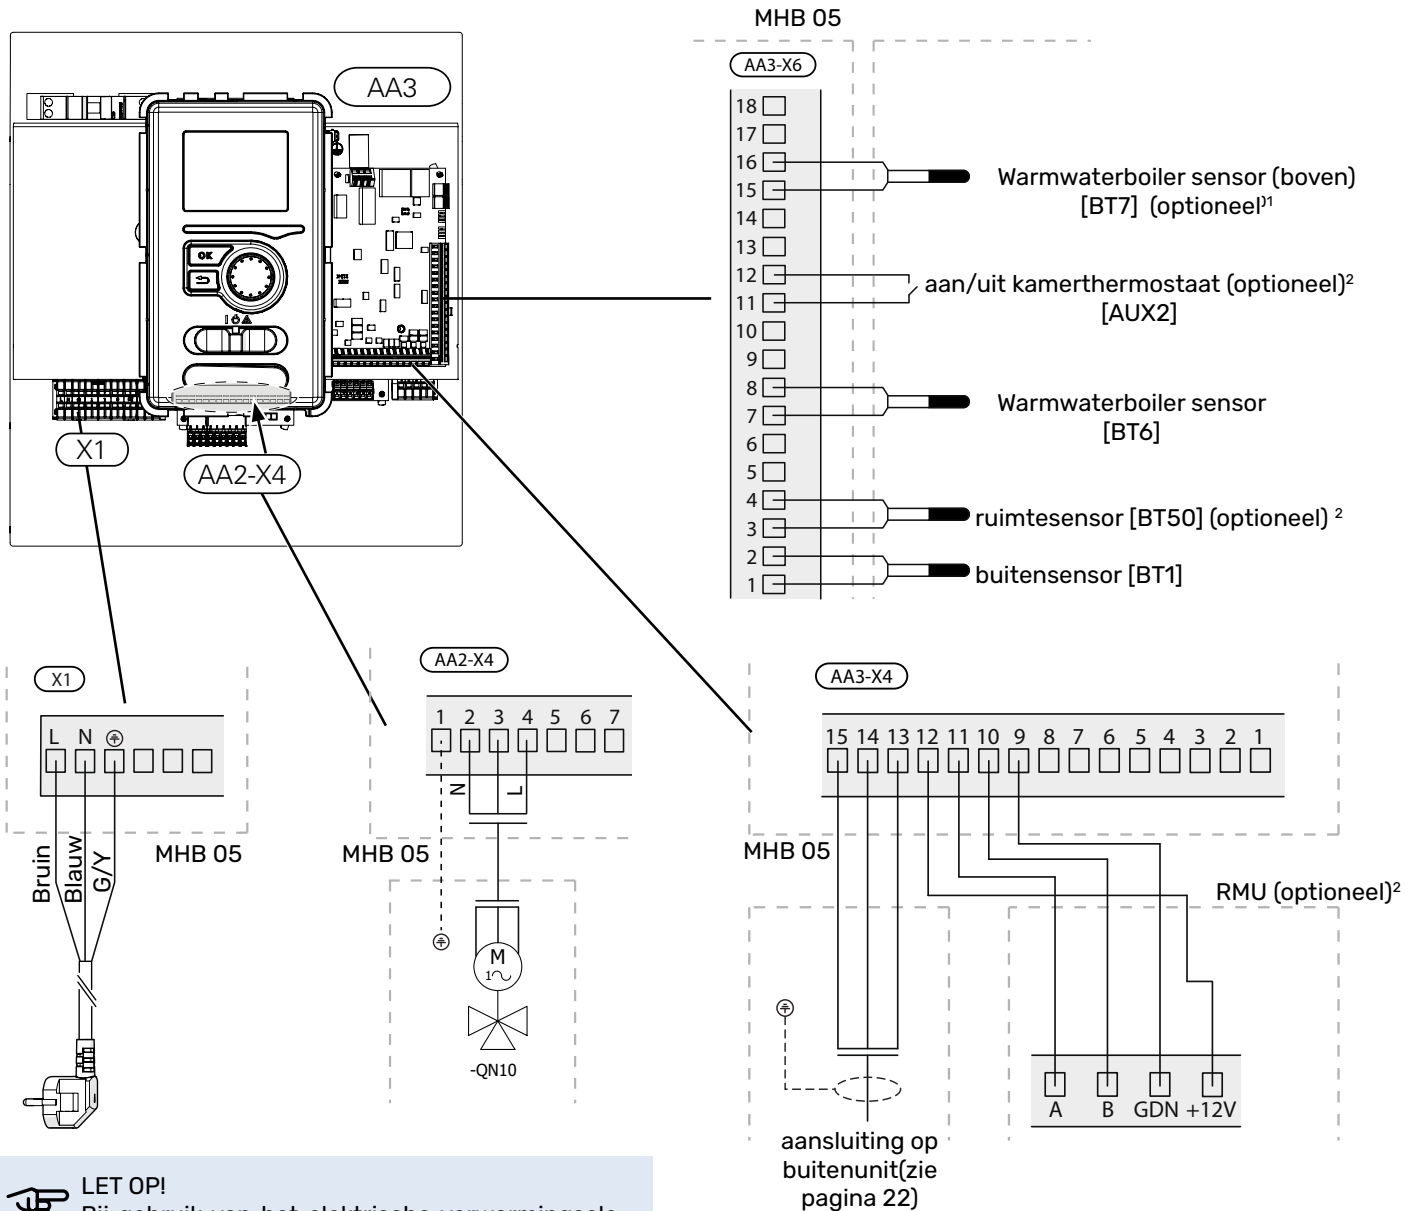 MHB 05
AA3
AA3-X6
18
17
16
15
14
13
12
11
10
9
8
7
6
5
4
3
2
1
Warmwaterboiler sensor (boven)
[BT7] (optioneel)1
aan/uit kamerthermostaat (optioneel)2
[AUX2]
Warmwaterboiler sensor
[BT6]
ruimtesensor [BT50] (optioneel) 2
buitensensor [BT1]
OK
X1
AA2-X4
X1
L N
Bruin
Blauw
G/Y
MHB 05
AA2-X4
1 2 3 4 5 6 7
N
L
MHB 05
M
1
-QN10
AA3-X4
15 14 13 12 11 10 9 8 7 6 5 4 3 2 1
MHB 05
RMU (optioneel)2
A B GDN +12V
aansluiting op
buitenunit(zie
pagina 22)
LET OP!